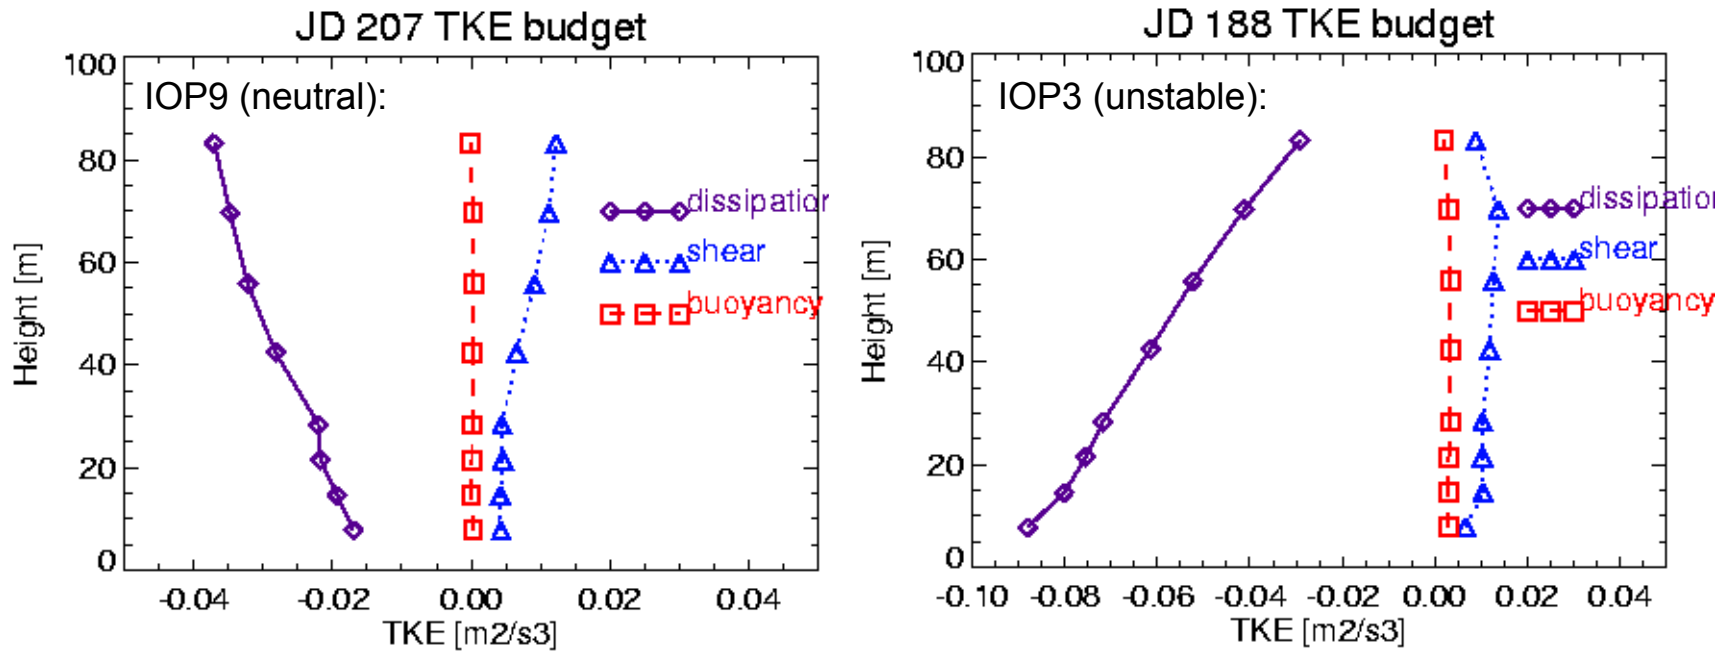 JD 207 TKE budget
IOP9 (neutral):
100
80
60
40
20
0
Height [m]
dissipation
shear
buoyancy
-0.04 -0.02 0.00 0.02 0.04
TKE [m2/s3]
JD 188 TKE budget
IOP3 (unstable):
100
80
60
40
20
0
Height [m]
dissipation
shear
buoyancy
-0.10 -0.08 -0.06 -0.04 -0.02 0.00 0.02 0.04
TKE [m2/s3]